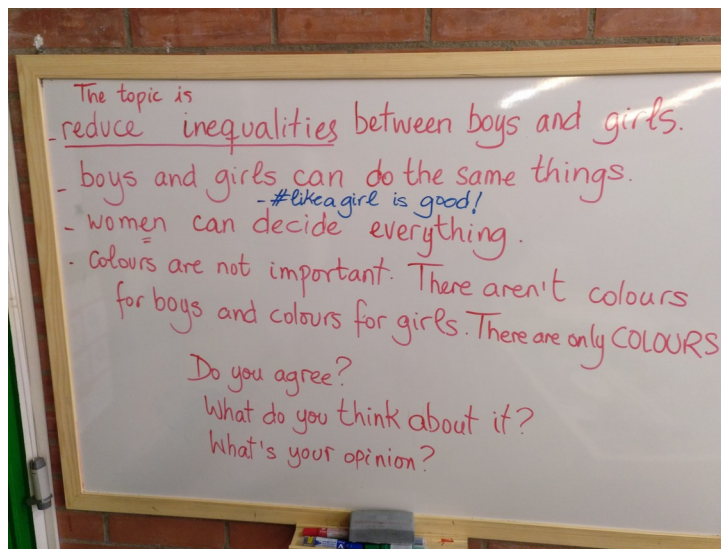 The topic is
- reduce inequalities between boys and girls.
- boys and girls can do the same things.
- #likeagirl is good!
- women can decide everything.
- colours are not important. There aren't colours
for boys and colours for girls. There are only COLOURS
Do you agree?
What do you think about it?
What's your opinion?